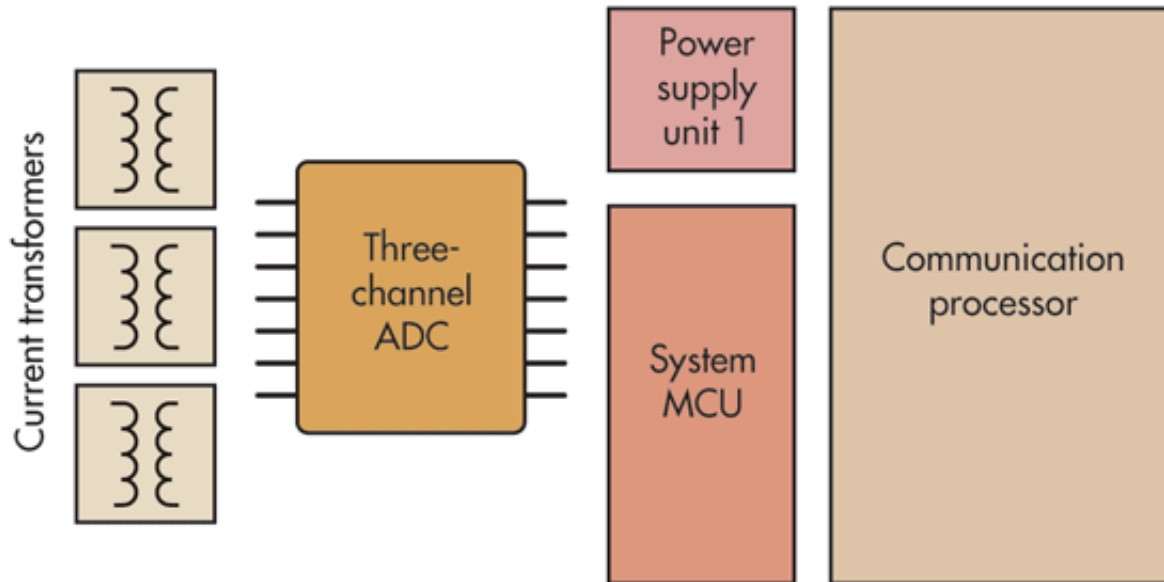 Current transformers
Three-
channel
ADC
Power
supply
unit 1
System
MCU
Communication
processor